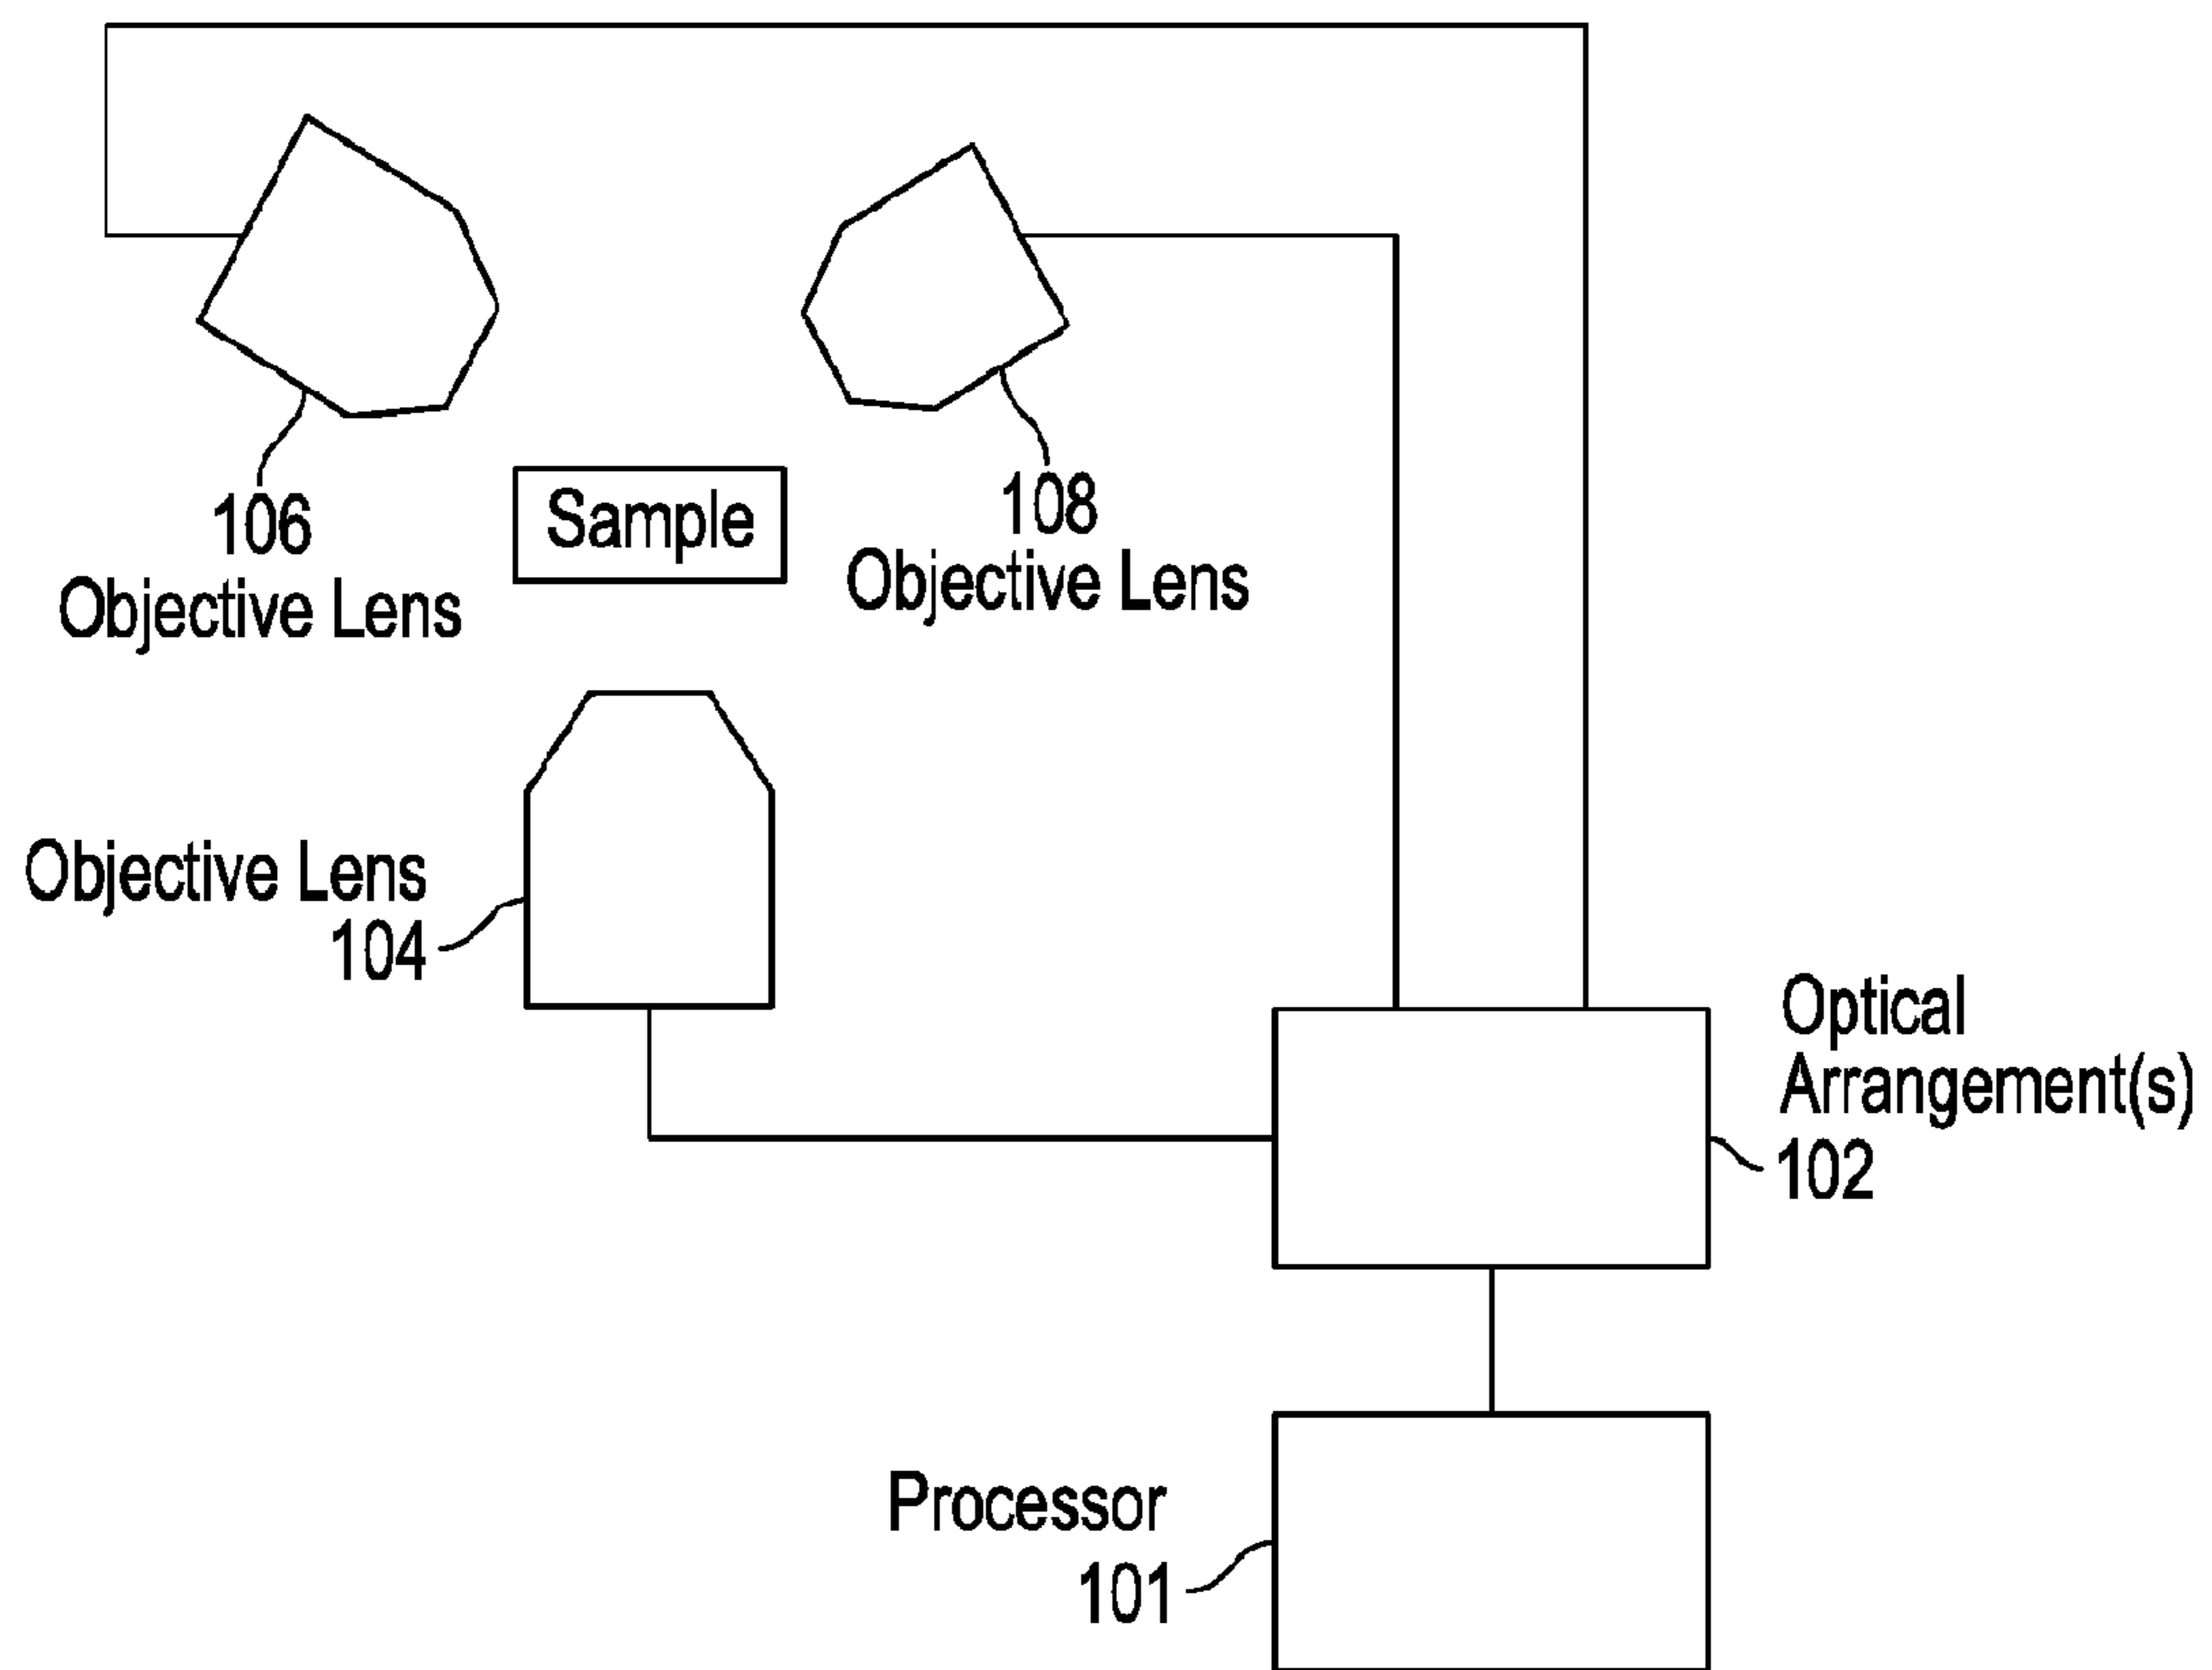 106
Objective Lens
Sample
108
Objective Lens
Objective Lens
104
Optical
Arrangement(s)
102
Processor
101